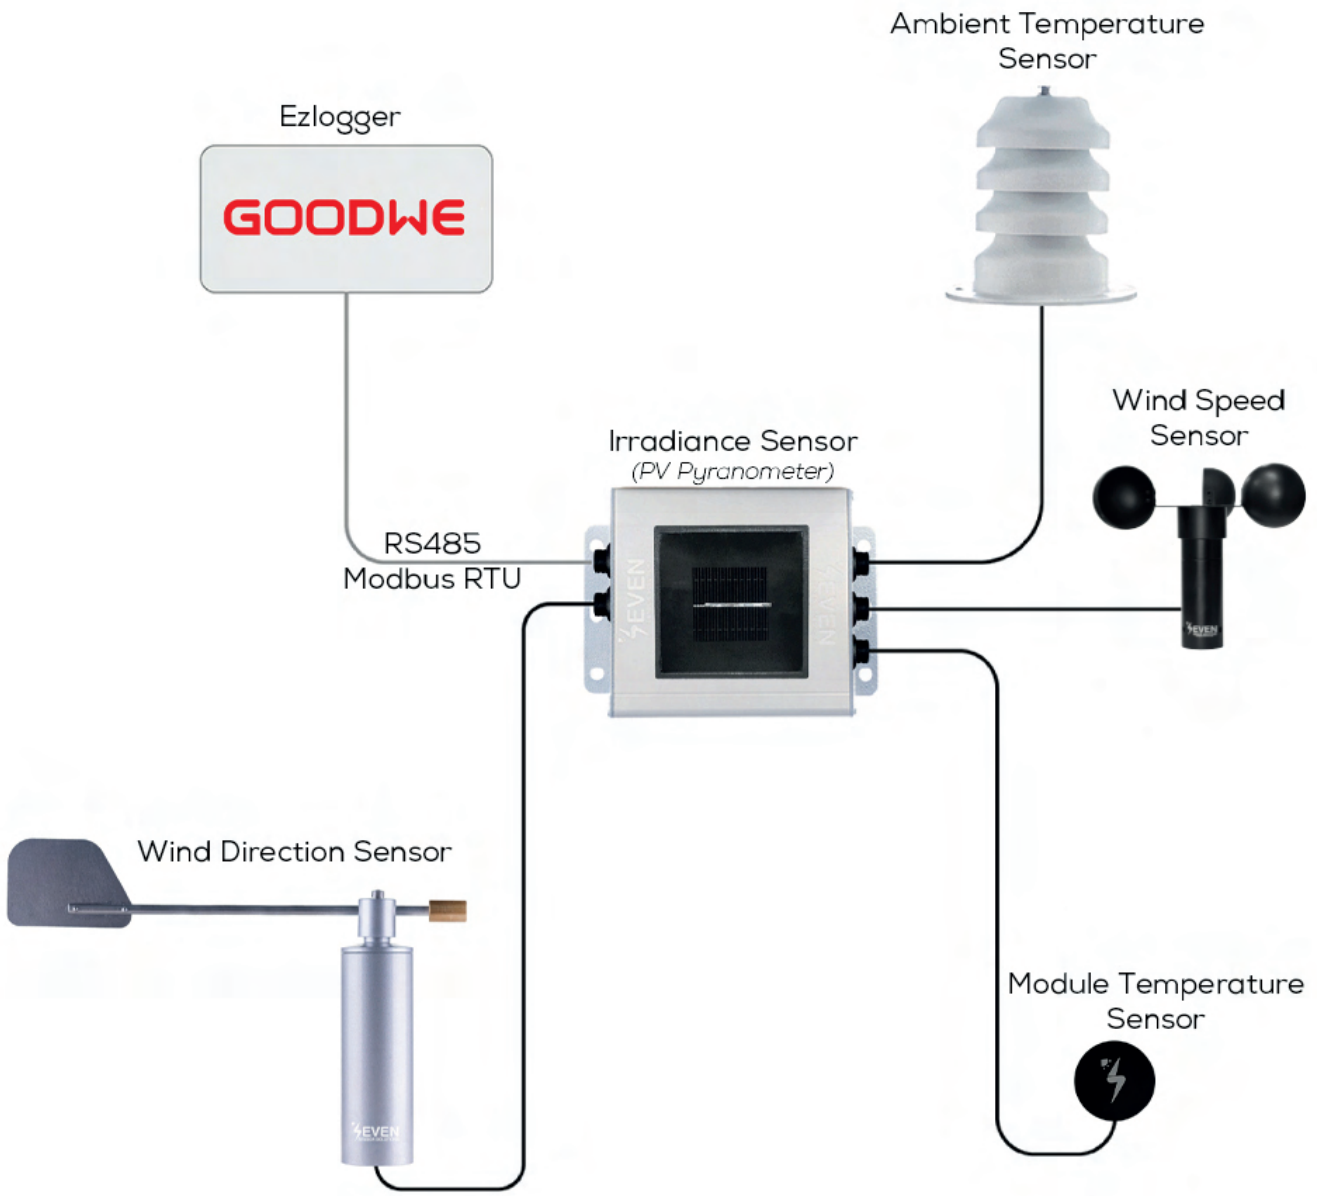 Ambient Temperature
Sensor
Ezlogger
GOODWE
Wind Speed
Sensor
Irradiance Sensor
(PV Pyranometer)
RS485
Modbus RTU
SEVEN
SEVEN
SEVEN
Wind Direction Sensor
Module Temperature
Sensor
SEVEN